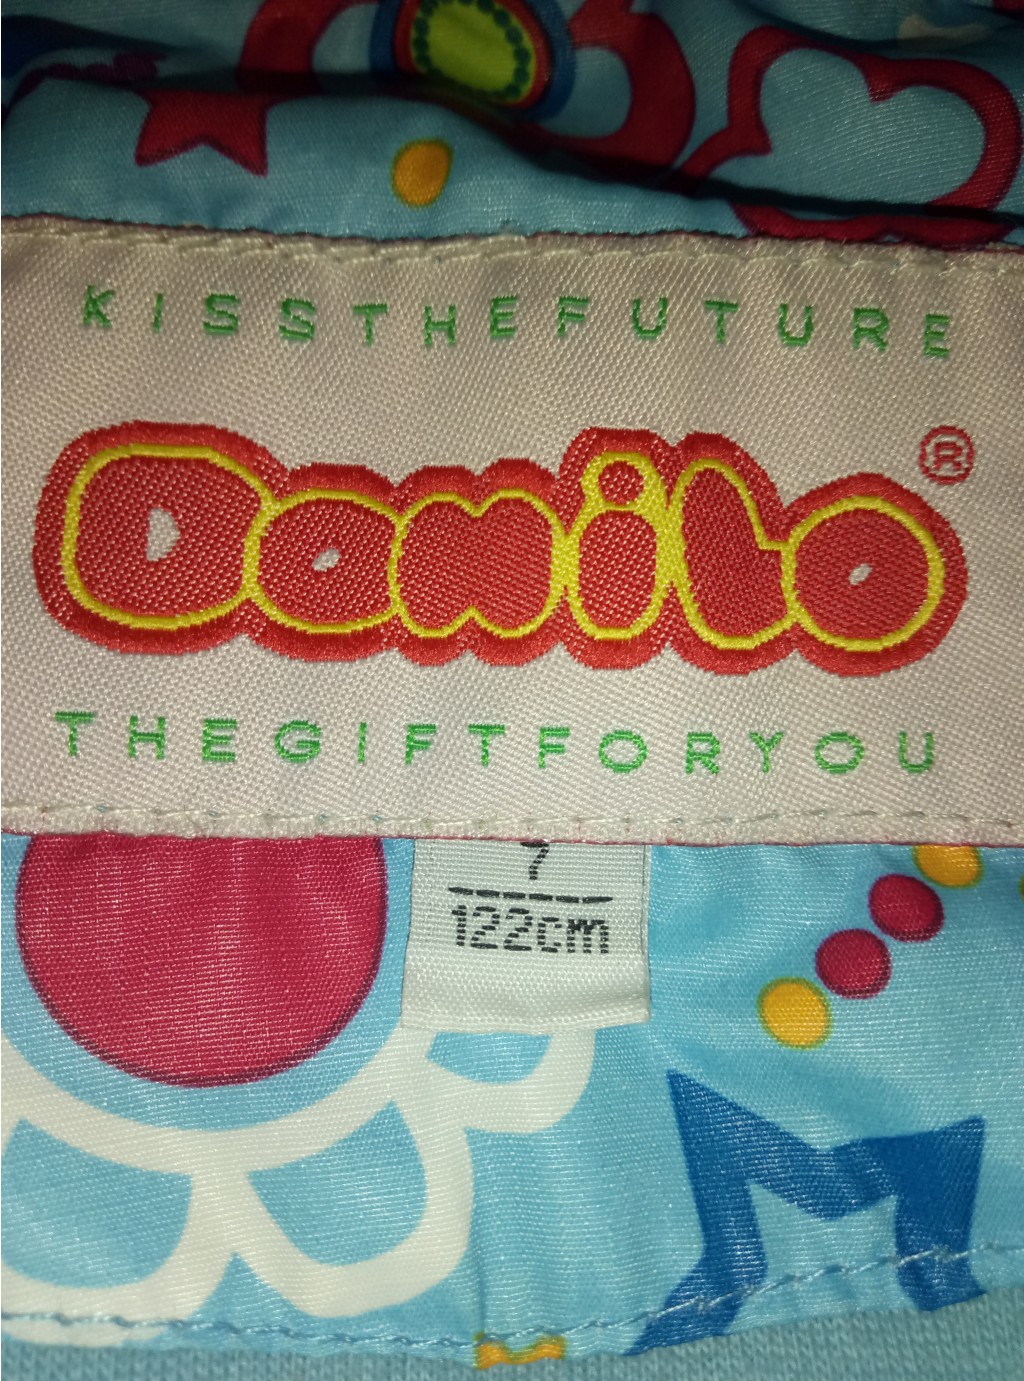 KISSTHEFUTURE
Danilo®
THEGIFTFORYOU
7
122cm